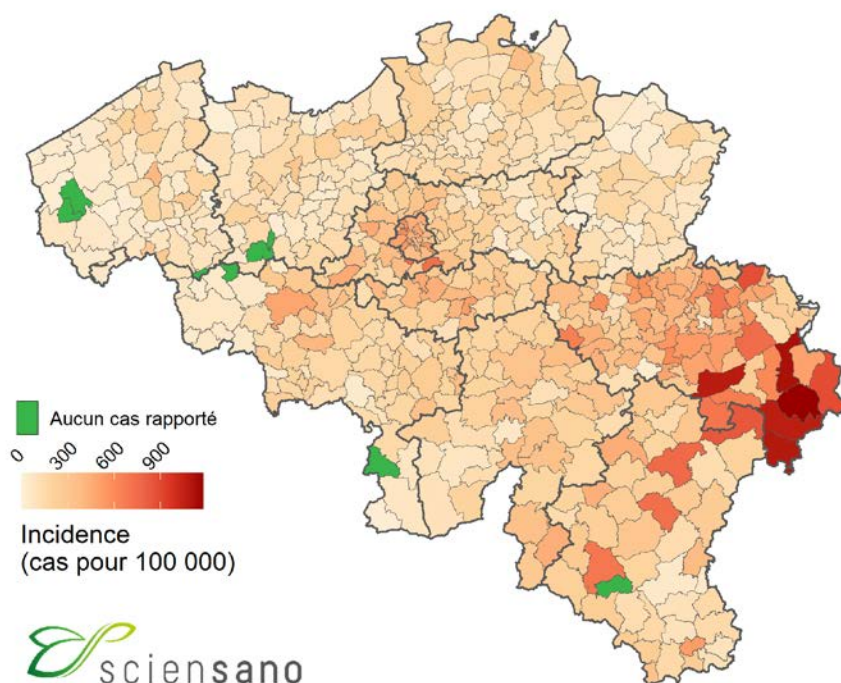 Aucun cas rapporté
0 300 600 900
Incidence
(cas pour 100 000)
sciensano